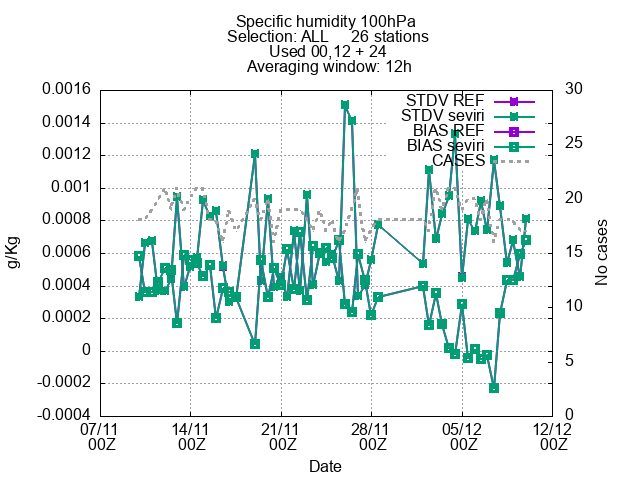 Specific humidity 100hPa
Selection: ALL 26 stations
Used 00,12 + 24
Averaging window: 12h
STDV REF
STDV seviri
BIAS REF
BIAS seviri
CASES
g/Kg
0.0016
0.0014
0.0012
0.001
0.0008
0.0006
0.0004
0.0002
0
-0.0002
-0.0004
30
25
20
15
10
5
0
No cases
07/11 14/11 21/11 28/11 05/12 12/12
00Z 00Z 00Z 00Z 00Z 00Z
Date